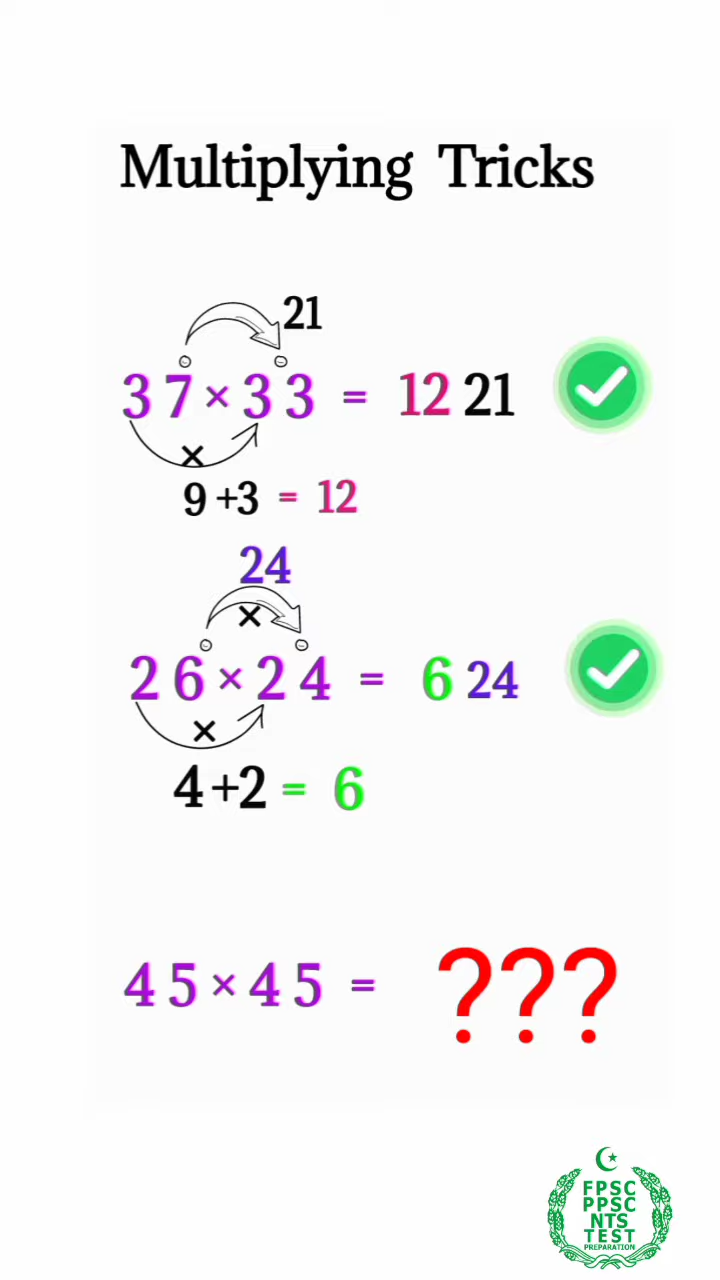 Multiplying Tricks
21
37×33 = 1221
×
9+3 = 12
24
×
26×24 = 624
×
4+2 = 6
45×45 = ???
FPSC
PPSC
NTS
TEST
PREPARATION